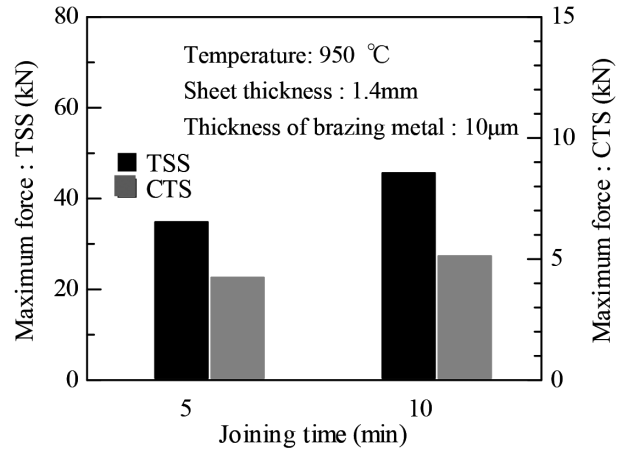 80
60
40
20
0
Maximum force : TSS (kN)
Temperature: 950 ℃
Sheet thickness : 1.4mm
Thickness of brazing metal : 10μm
TSS
CTS
15
10
5
0
Maximum force : CTS (kN)
5
10
Joining time (min)